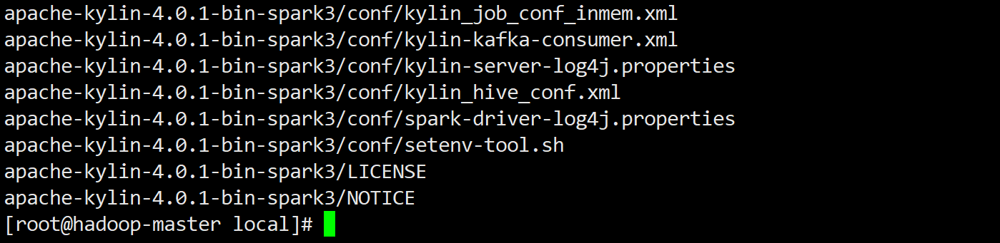 apache-kylin-4.0.1-bin-spark3/conf/kylin_job_conf_inmem.xml
apache-kylin-4.0.1-bin-spark3/conf/kylin-kafka-consumer.xml
apache-kylin-4.0.1-bin-spark3/conf/kylin-server-log4j.properties
apache-kylin-4.0.1-bin-spark3/conf/kylin_hive_conf.xml
apache-kylin-4.0.1-bin-spark3/conf/spark-driver-log4j.properties
apache-kylin-4.0.1-bin-spark3/conf/setenv-tool.sh
apache-kylin-4.0.1-bin-spark3/LICENSE
apache-kylin-4.0.1-bin-spark3/NOTICE
[root@hadoop-master local]#